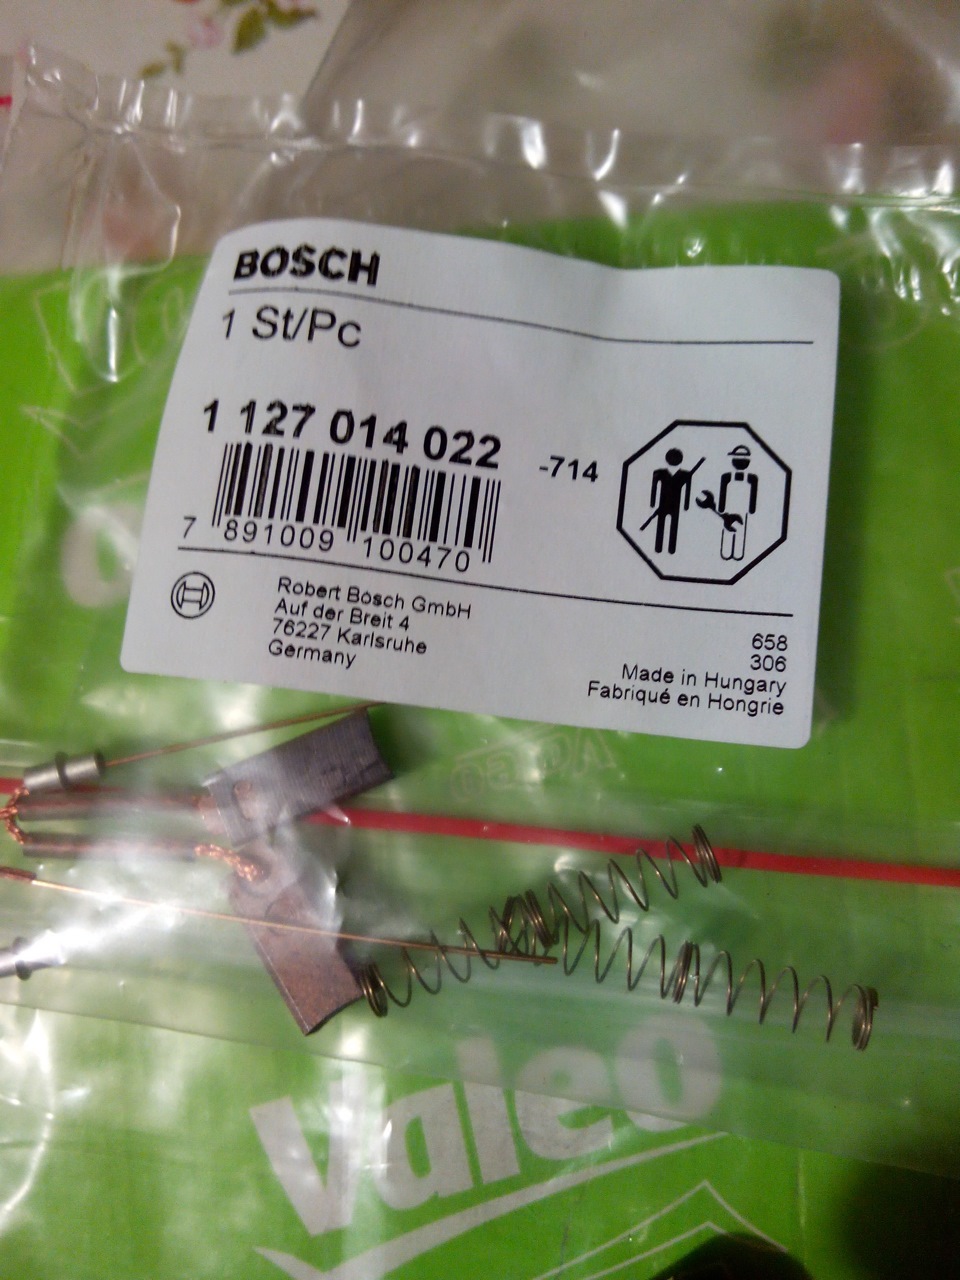 BOSCH
1 St/Pc
1 127 014 022
-714
7 891009 100470
Robert Bosch GmbH
Auf der Breit 4
76227 Karlsruhe
Germany
658
306
Made in Hungary
Fabriqué en Hongrie
Valeo
Valeo